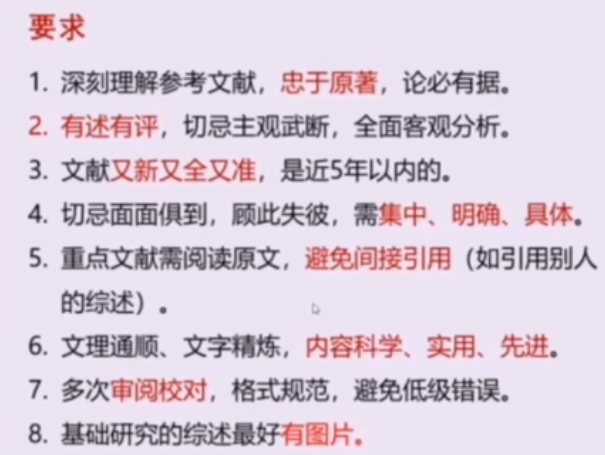 要求
1. 深刻理解参考文献，忠于原著，论必有据。
2. 有述有评，切忌主观武断，全面客观分析。
3. 文献又新又全又准，是近5年以内的。
4. 切忌面面俱到，顾此失彼，需集中、明确、具体。
5. 重点文献需阅读原文，避免间接引用（如引用别人
的综述）。
6. 文理通顺、文字精炼，内容科学、实用、先进。
7. 多次审阅校对，格式规范，避免低级错误。
8. 基础研究的综述最好有图片。